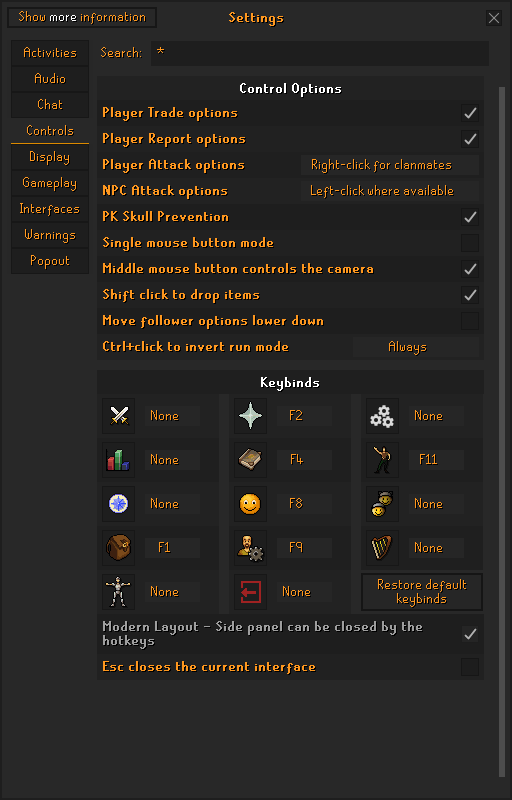 Show more information
Settings
Activities
Audio
Chat
Controls
Display
Gameplay
Interfaces
Warnings
Popout
Search: *
Control Options
Player Trade options
Player Report options
Player Attack options Right-click for clanmates
NPC Attack options Left-click where available
PK Skull Prevention
Single mouse button mode
Middle mouse button controls the camera
Shift click to drop items
Move follower options lower down
Ctrl+click to invert run mode Always
Keybinds
None F2 None
None F4 F11
None F8 None
F1 F9 None
None None Restore default
keybinds
Modern Layout - Side panel can be closed by the
hotkeys
Esc closes the current interface